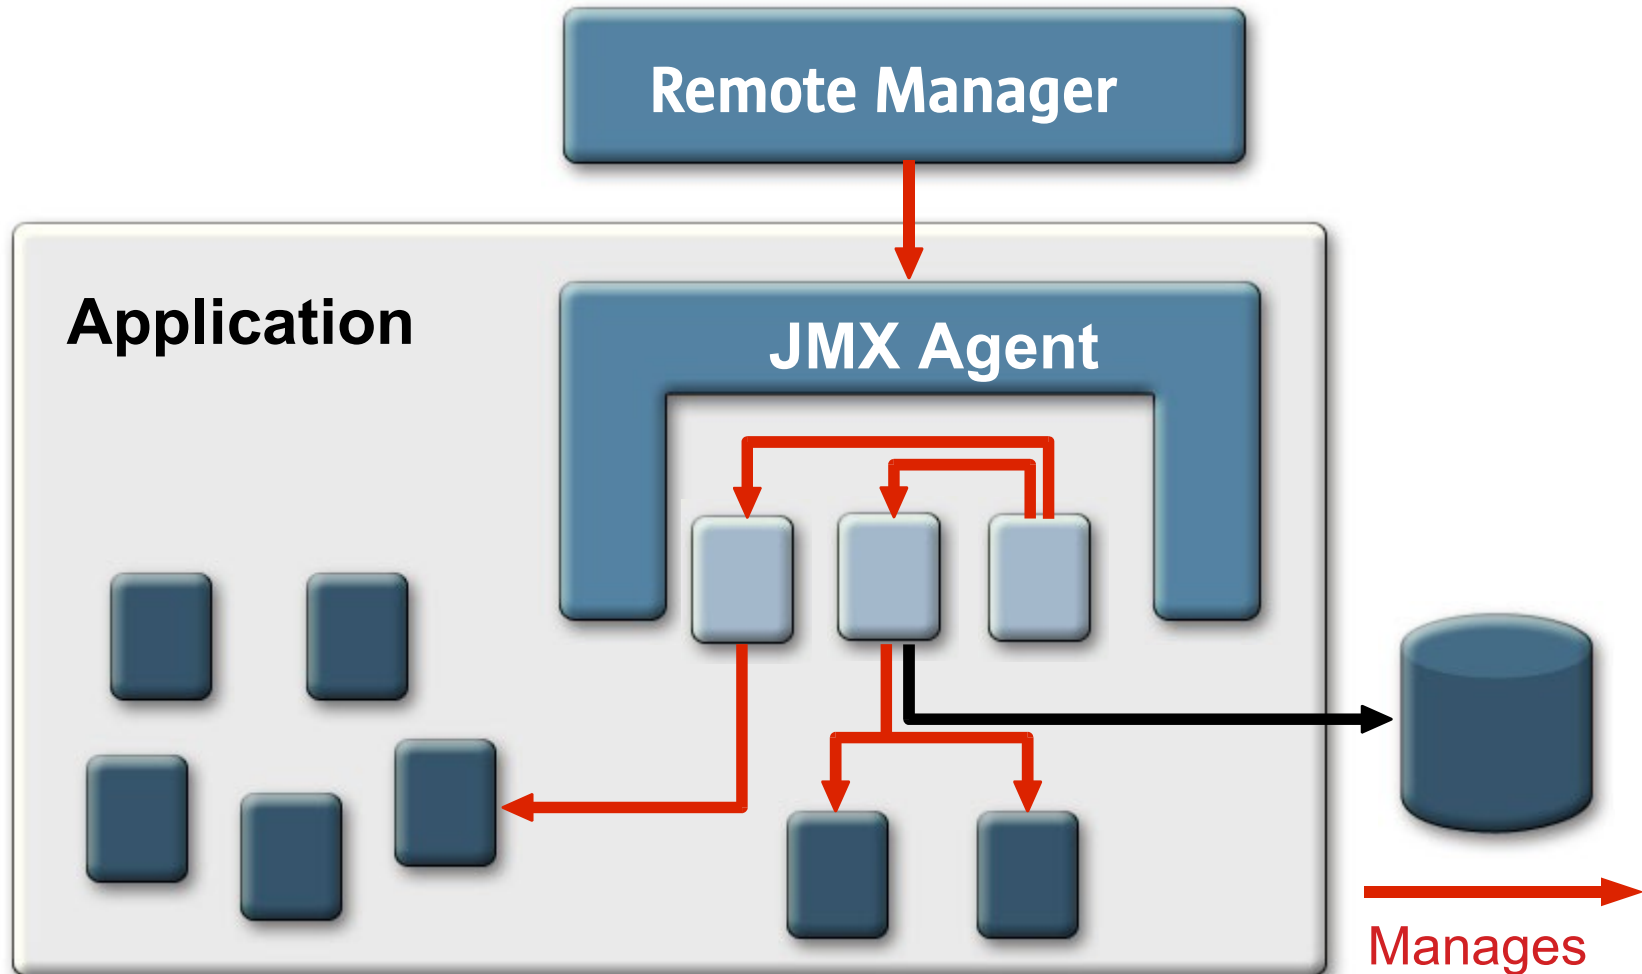 Remote Manager
Application
JMX Agent
Manages